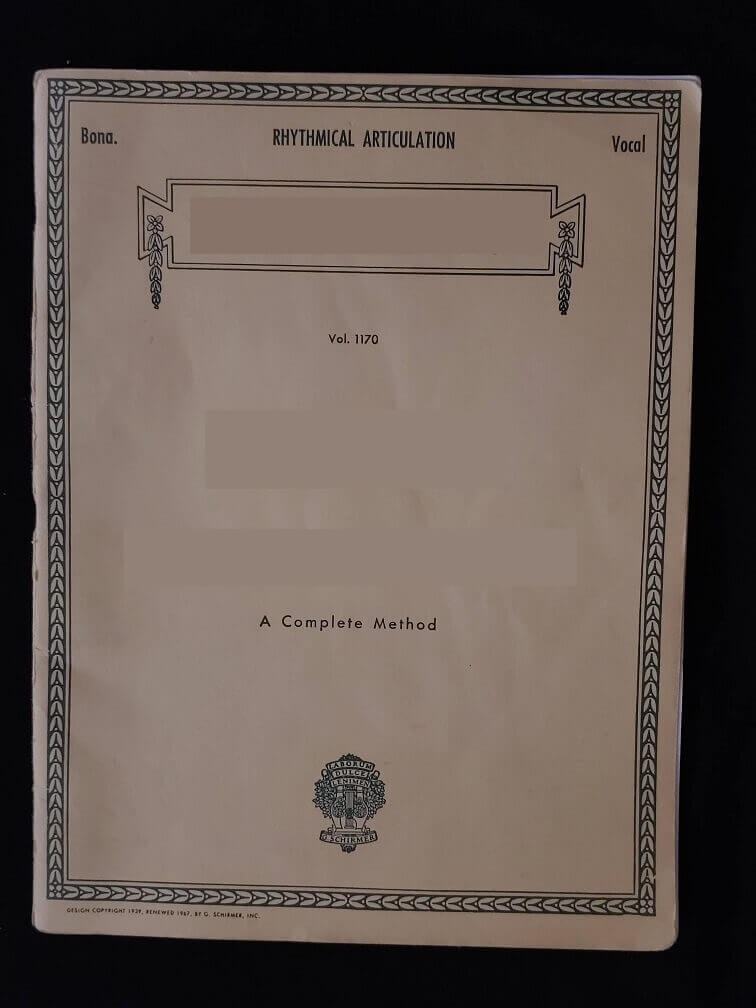 Bona. RHYTHMICAL ARTICULATION Vocal
Vol. 1170
A Complete Method
LABORUM
DULCE
LENIMEN
G. SCHIRMER
DESIGN COPYRIGHT 1939, RENEWED 1967, BY G. SCHIRMER, INC.